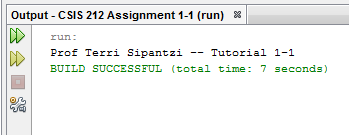 Output - CSIS 212 Assignment 1-1 (run)
run:
Prof Terri Sipantzi -- Tutorial 1-1
BUILD SUCCESSFUL (total time: 7 seconds)